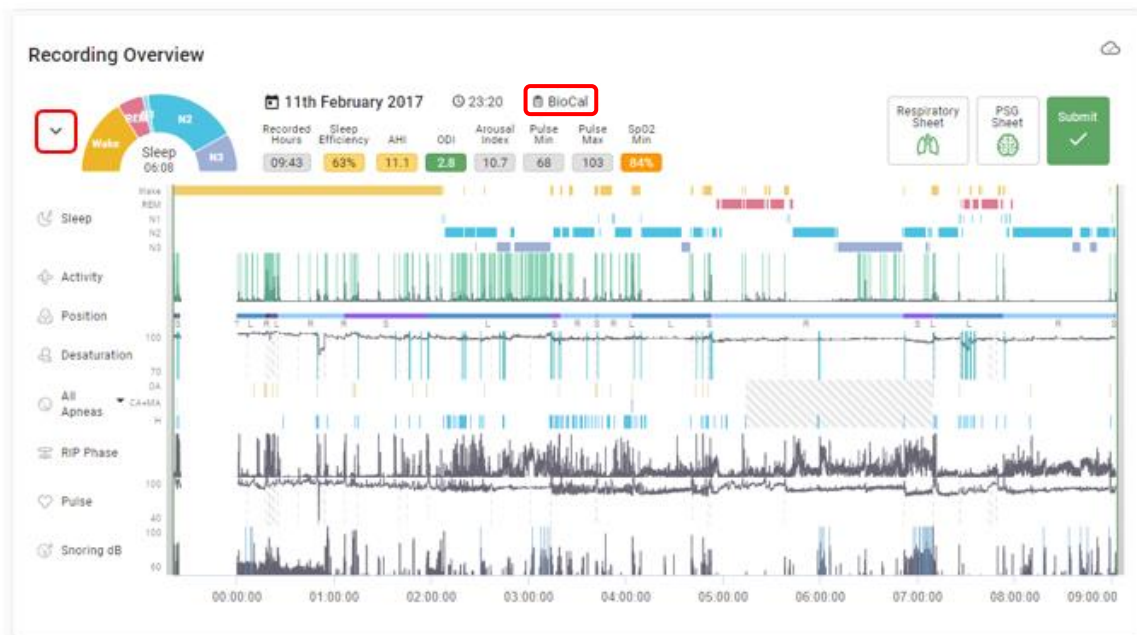 Recording Overview
11th February 2017 23:20 BioCal
Recorded Hours Sleep Efficiency AHI ODI Arousal Index Pulse Min Pulse Max SpO2 Min
09:43 63% 11.1 2.8 10.7 68 103 84%
Wake REM N2 N3
Sleep
06:08
Respiratory Sheet
PSG Sheet
Submit
Sleep
Wake
REM
N1
N2
N3
Activity
Position
Desaturation
100
70
All Apneas
OA
CA+MA
H
RIP Phase
Pulse
100
40
Snoring dB
100
60
00:00:00 01:00:00 02:00:00 03:00:00 04:00:00 05:00:00 06:00:00 07:00:00 08:00:00 09:00:00